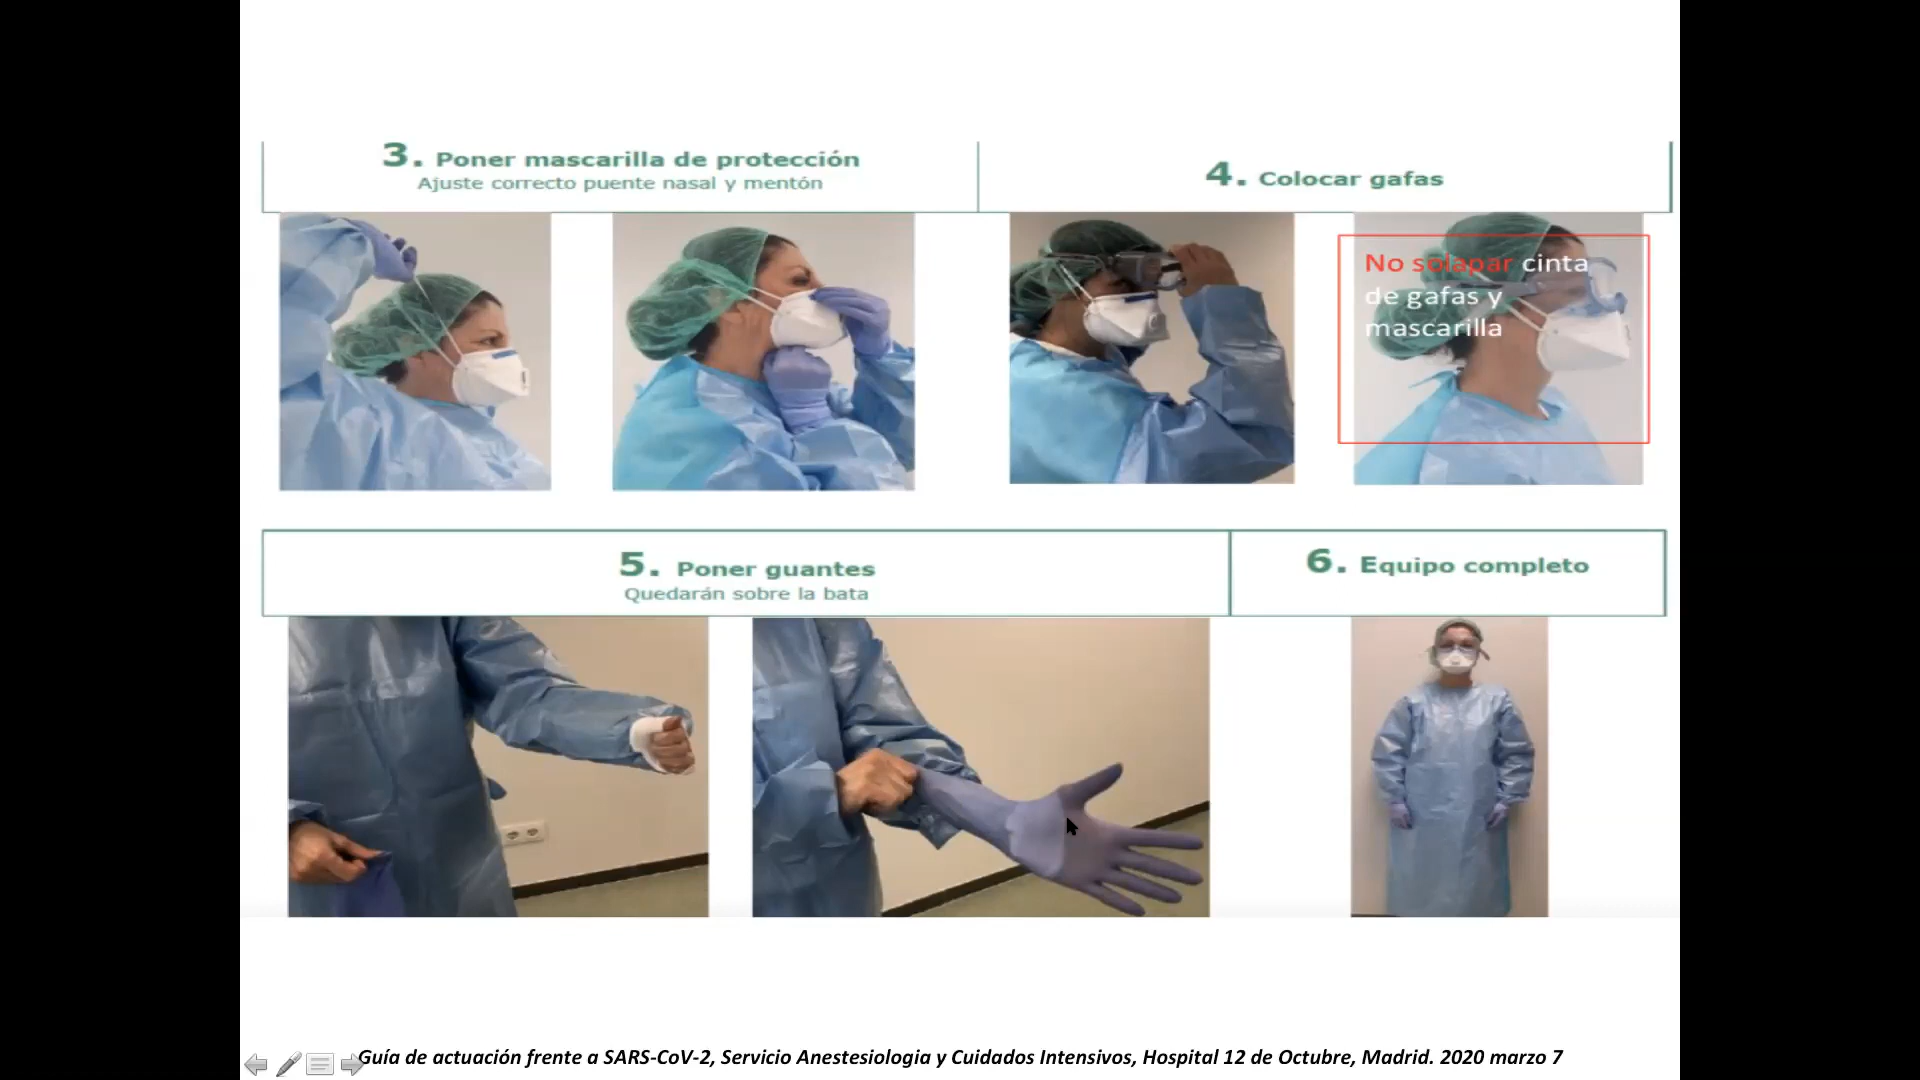 3. Poner mascarilla de protección
Ajuste correcto puente nasal y mentón
4. Colocar gafas
No solapar cinta
de gafas y
mascarilla
5. Poner guantes
Quedarán sobre la bata
6. Equipo completo
Guía de actuación frente a SARS-CoV-2, Servicio Anestesiologia y Cuidados Intensivos, Hospital 12 de Octubre, Madrid. 2020 marzo 7